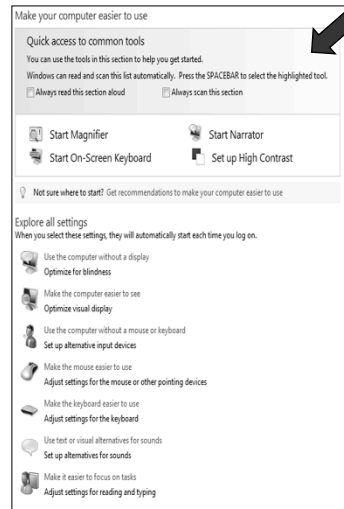 Make your computer easier to use
Quick access to common tools
You can use the tools in this section to help you get started.
Windows can read and scan this list automatically. Press the SPACEBAR to select the highlighted tool.
Always read this section aloud Always scan this section
Start Magnifier Start Narrator
Start On-Screen Keyboard Set up High Contrast
Not sure where to start? Get recommendations to make your computer easier to use
Explore all settings
When you select these settings, they will automatically start each time you log on.
Use the computer without a display
Optimize for blindness
Make the computer easier to see
Optimize visual display
Use the computer without a mouse or keyboard
Set up alternative input devices
Make the mouse easier to use
Adjust settings for the mouse or other pointing devices
Make the keyboard easier to use
Adjust settings for the keyboard
Use text or visual alternatives for sounds
Set up alternatives for sounds
Make it easier to focus on tasks
Adjust settings for reading and typing